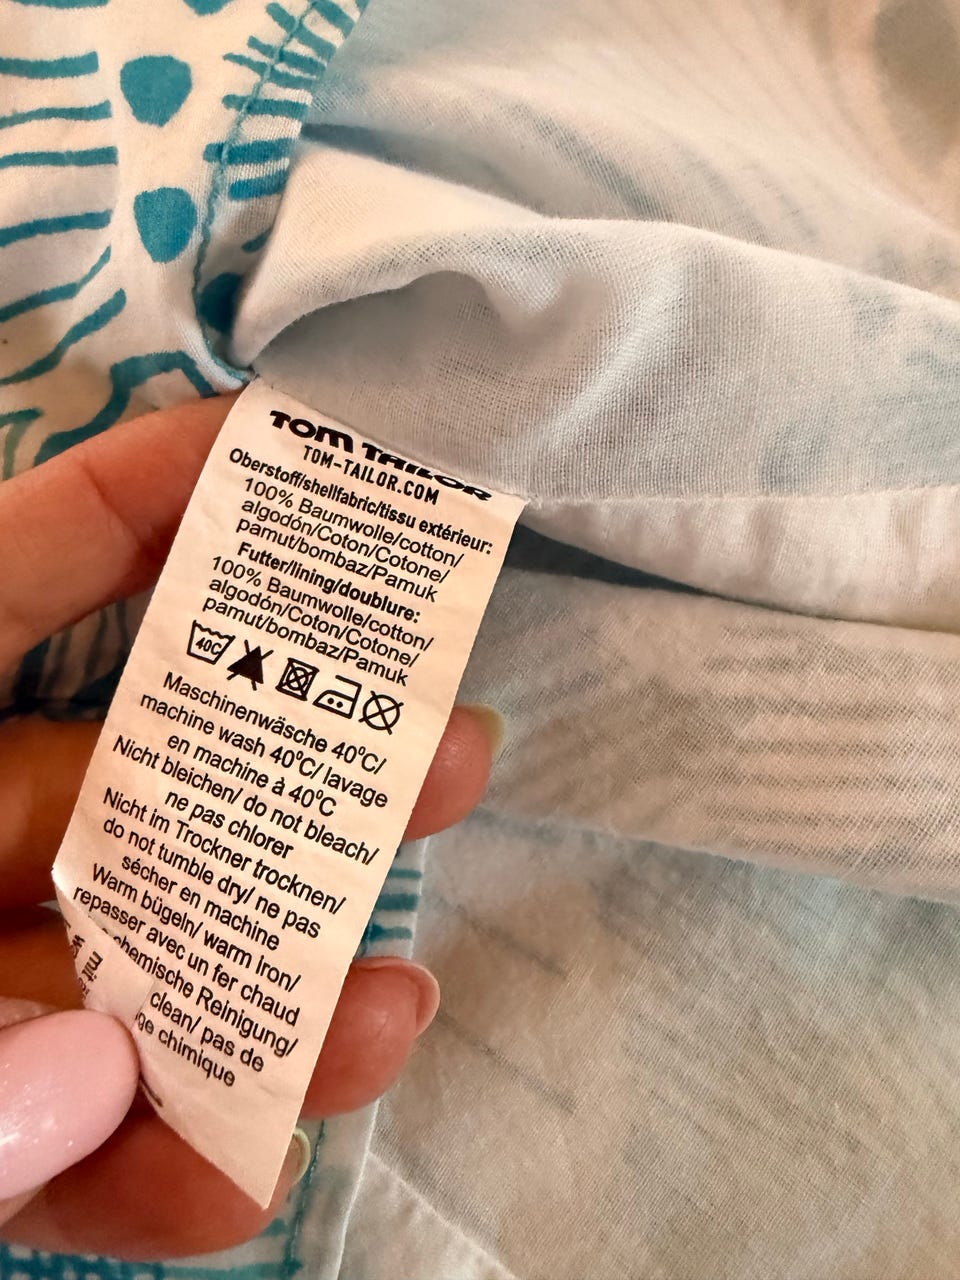 TOM TAILOR
TOM-TAILOR.COM
Oberstoff/shellfabric/tissu extérieur:
100% Baumwolle/cotton/
algodón/Coton/Cotone/
pamut/bombaz/Pamuk
Futter/lining/doublure:
100% Baumwolle/cotton/
algodón/Coton/Cotone/
pamut/bombaz/Pamuk
40C
Maschinenwäsche 40°C/
machine wash 40°C/ lavage
en machine à 40°C
Nicht bleichen/ do not bleach/
ne pas chlorer
Nicht im Trockner trocknen/
do not tumble dry/ ne pas
sécher en machine
Warm bügeln/ warm iron/
repasser avec un fer chaud
chemische Reinigung/
clean/ pas de
chimique
mit